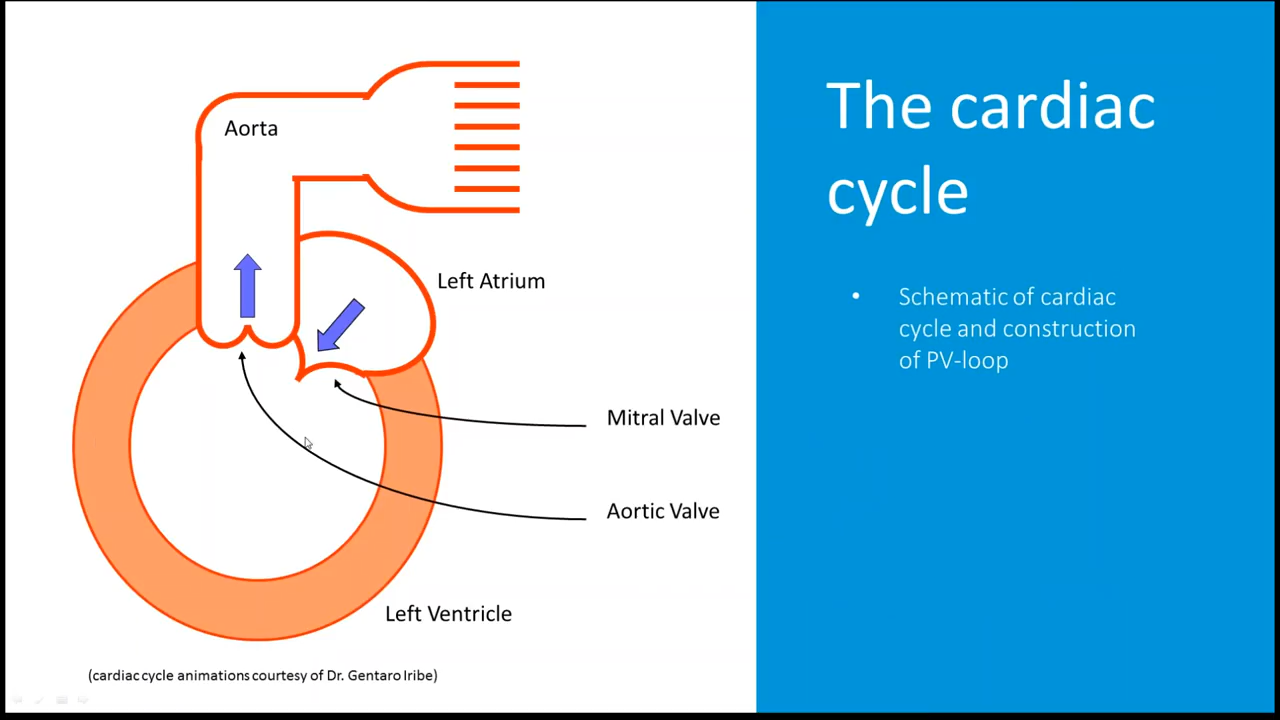 The cardiac
cycle
• Schematic of cardiac
cycle and construction
of PV-loop
Aorta
Left Atrium
Mitral Valve
Aortic Valve
Left Ventricle
(cardiac cycle animations courtesy of Dr. Gentaro Iribe)